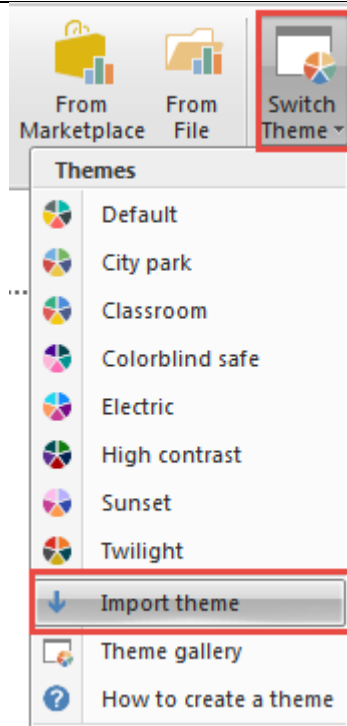 From
Marketplace
From
File
Switch
Theme
Themes
Default
City park
Classroom
Colorblind safe
Electric
High contrast
Sunset
Twilight
Import theme
Theme gallery
How to create a theme